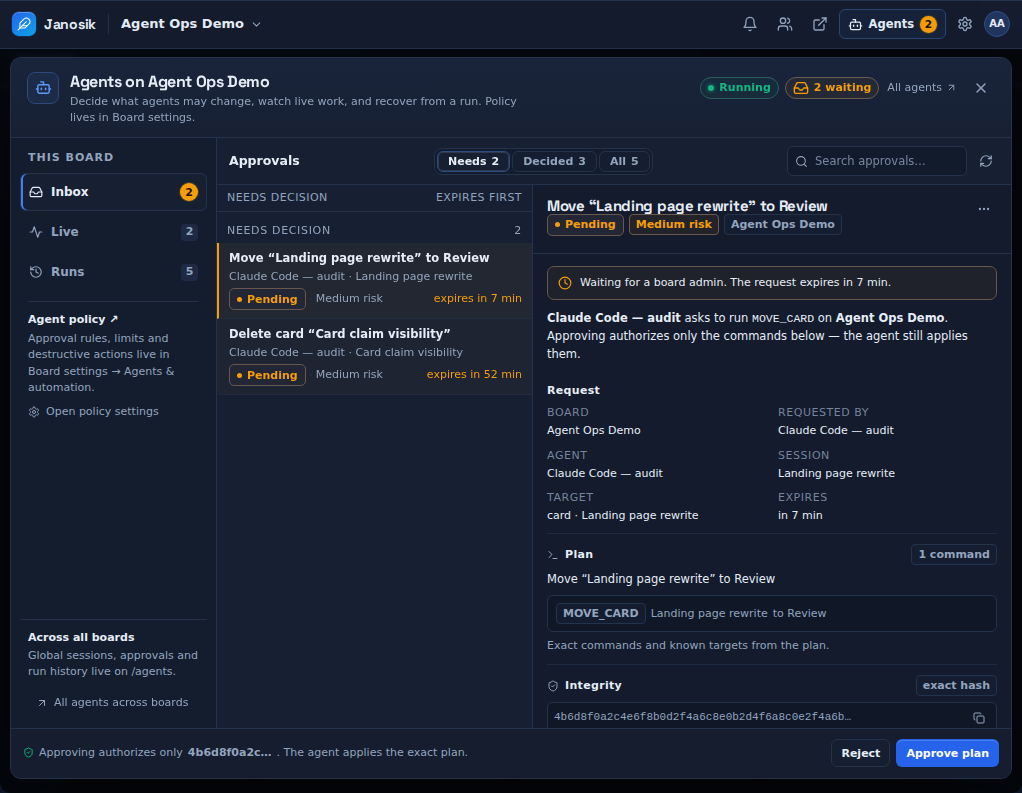 Janosik
Agent Ops Demo
Agents 2
AA
Agents on Agent Ops Demo
Decide what agents may change, watch live work, and recover from a run. Policy
lives in Board settings.
Running
2 waiting
All agents ↗
THIS BOARD
Inbox 2
Live 2
Runs 5
Agent policy ↗
Approval rules, limits and
destructive actions live in
Board settings → Agents &
automation.
Open policy settings
Across all boards
Global sessions, approvals and
run history live on /agents.
All agents across boards
Approvals
Needs 2
Decided 3
All 5
Search approvals...
NEEDS DECISION EXPIRES FIRST
NEEDS DECISION 2
Move “Landing page rewrite” to Review
Claude Code — audit · Landing page rewrite
Pending Medium risk expires in 7 min
Delete card “Card claim visibility”
Claude Code — audit · Card claim visibility
Pending Medium risk expires in 52 min
Move “Landing page rewrite” to Review
Pending Medium risk Agent Ops Demo
Waiting for a board admin. The request expires in 7 min.
Claude Code — audit asks to run MOVE_CARD on Agent Ops Demo.
Approving authorizes only the commands below — the agent still applies
them.
Request
BOARD REQUESTED BY
Agent Ops Demo Claude Code — audit
AGENT SESSION
Claude Code — audit Landing page rewrite
TARGET EXPIRES
card · Landing page rewrite in 7 min
Plan 1 command
Move “Landing page rewrite” to Review
MOVE_CARD Landing page rewrite to Review
Exact commands and known targets from the plan.
Integrity exact hash
4b6d8f0a2c4e6f8b0d2f4a6c8e0b2d4f6a8c0e2f4a6b…
Approving authorizes only 4b6d8f0a2c… . The agent applies the exact plan.
Reject
Approve plan